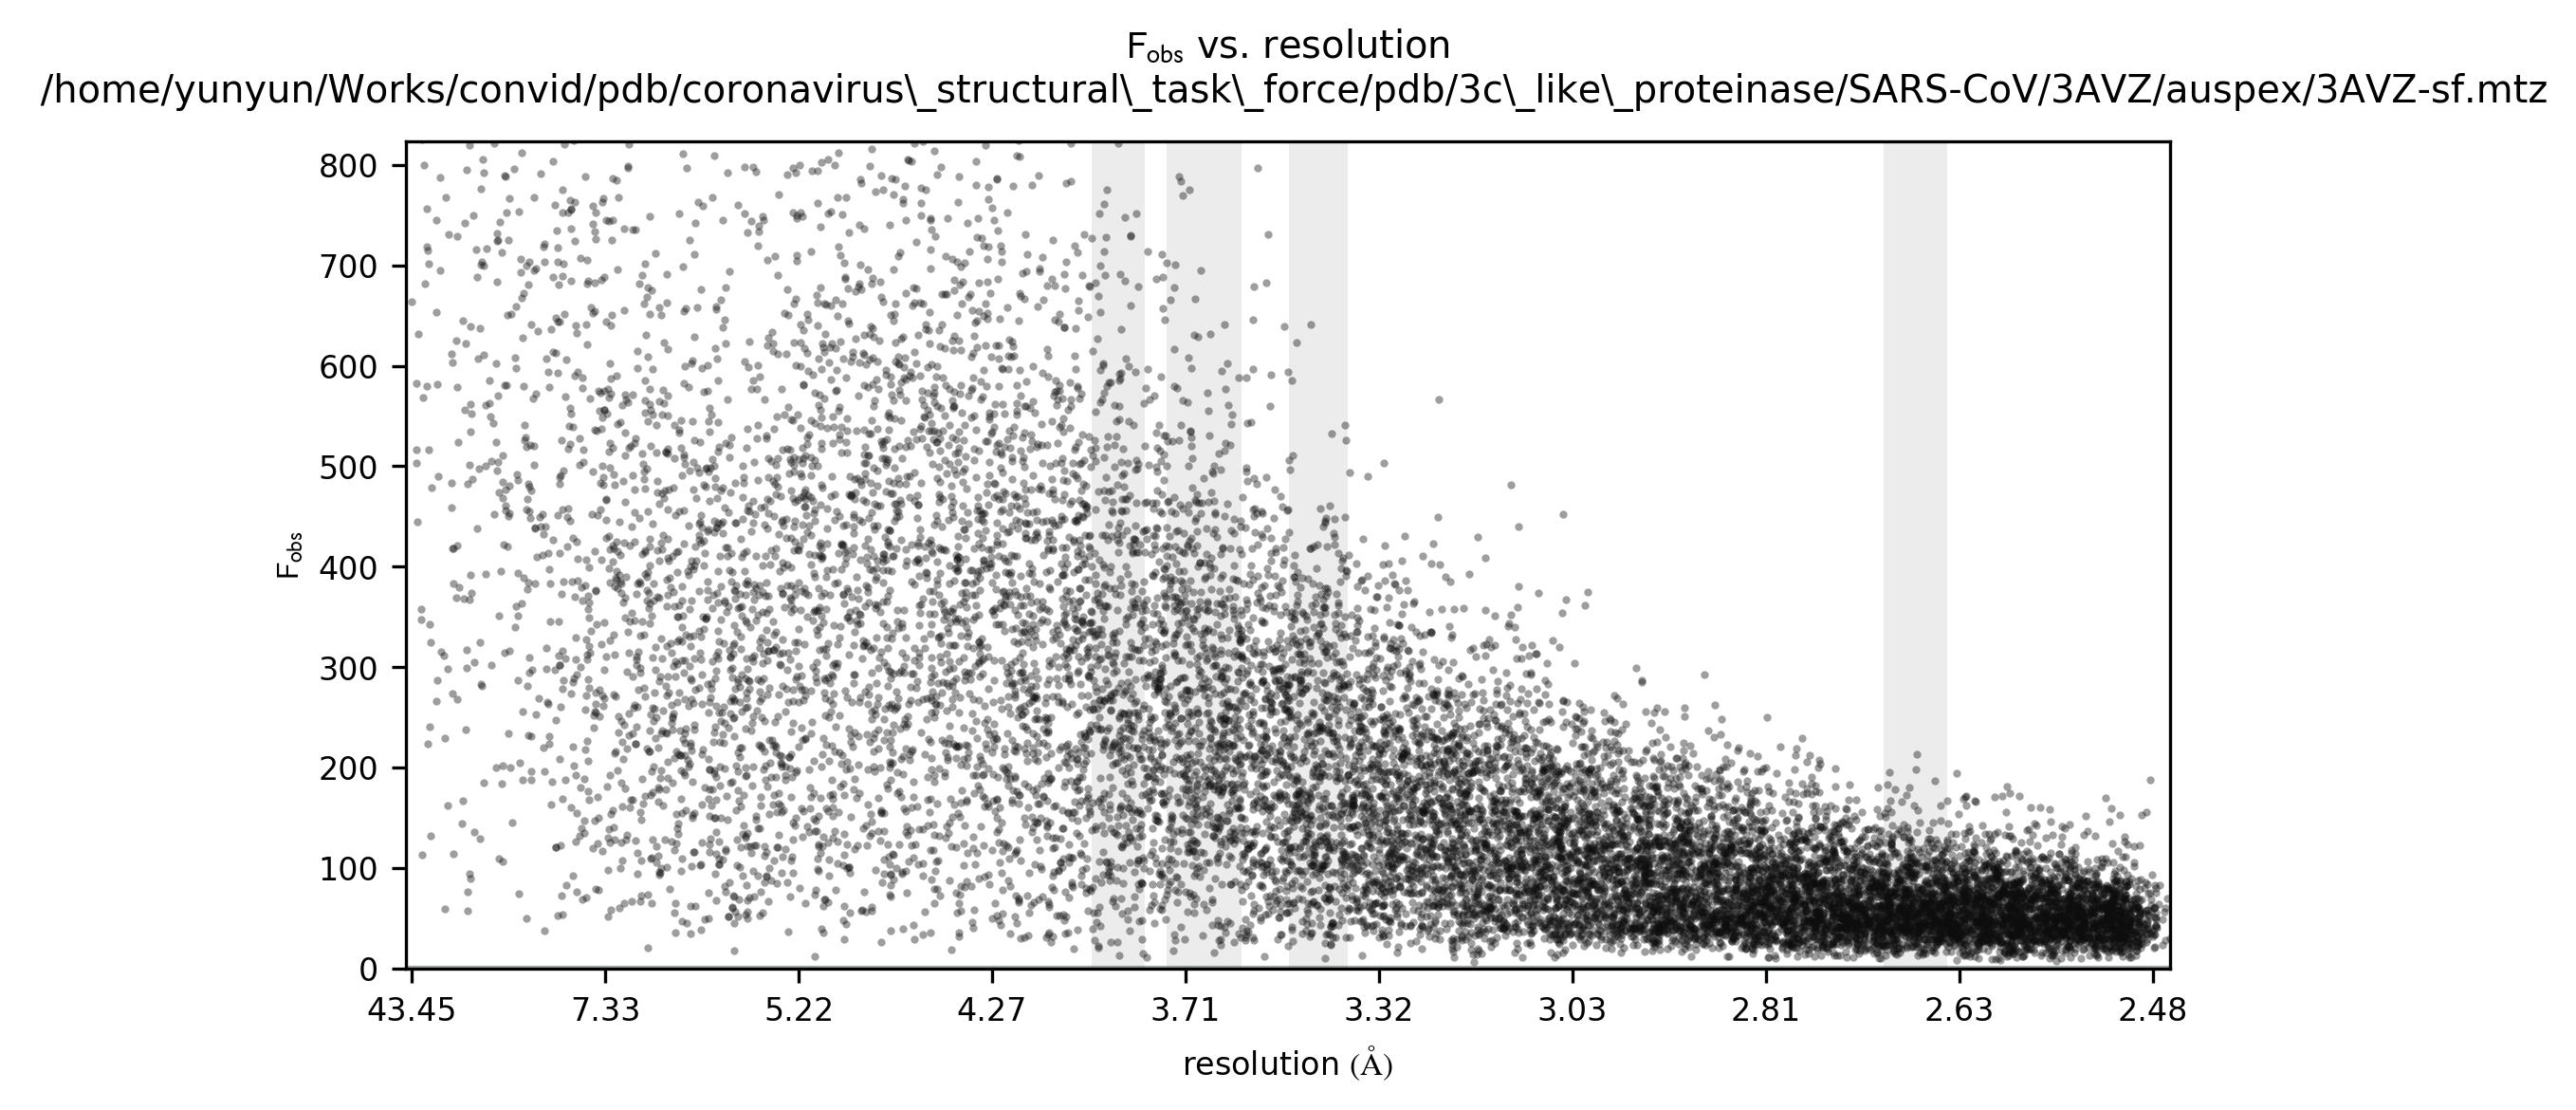 F_obs vs. resolution
/home/yunyun/Works/convid/pdb/coronavirus\_structural\_task\_force/pdb/3c\_like\_proteinase/SARS-CoV/3AVZ/auspex/3AVZ-sf.mtz
800
700
600
500
400
300
200
100
0
F_obs
43.45 7.33 5.22 4.27 3.71 3.32 3.03 2.81 2.63 2.48
resolution (Å)